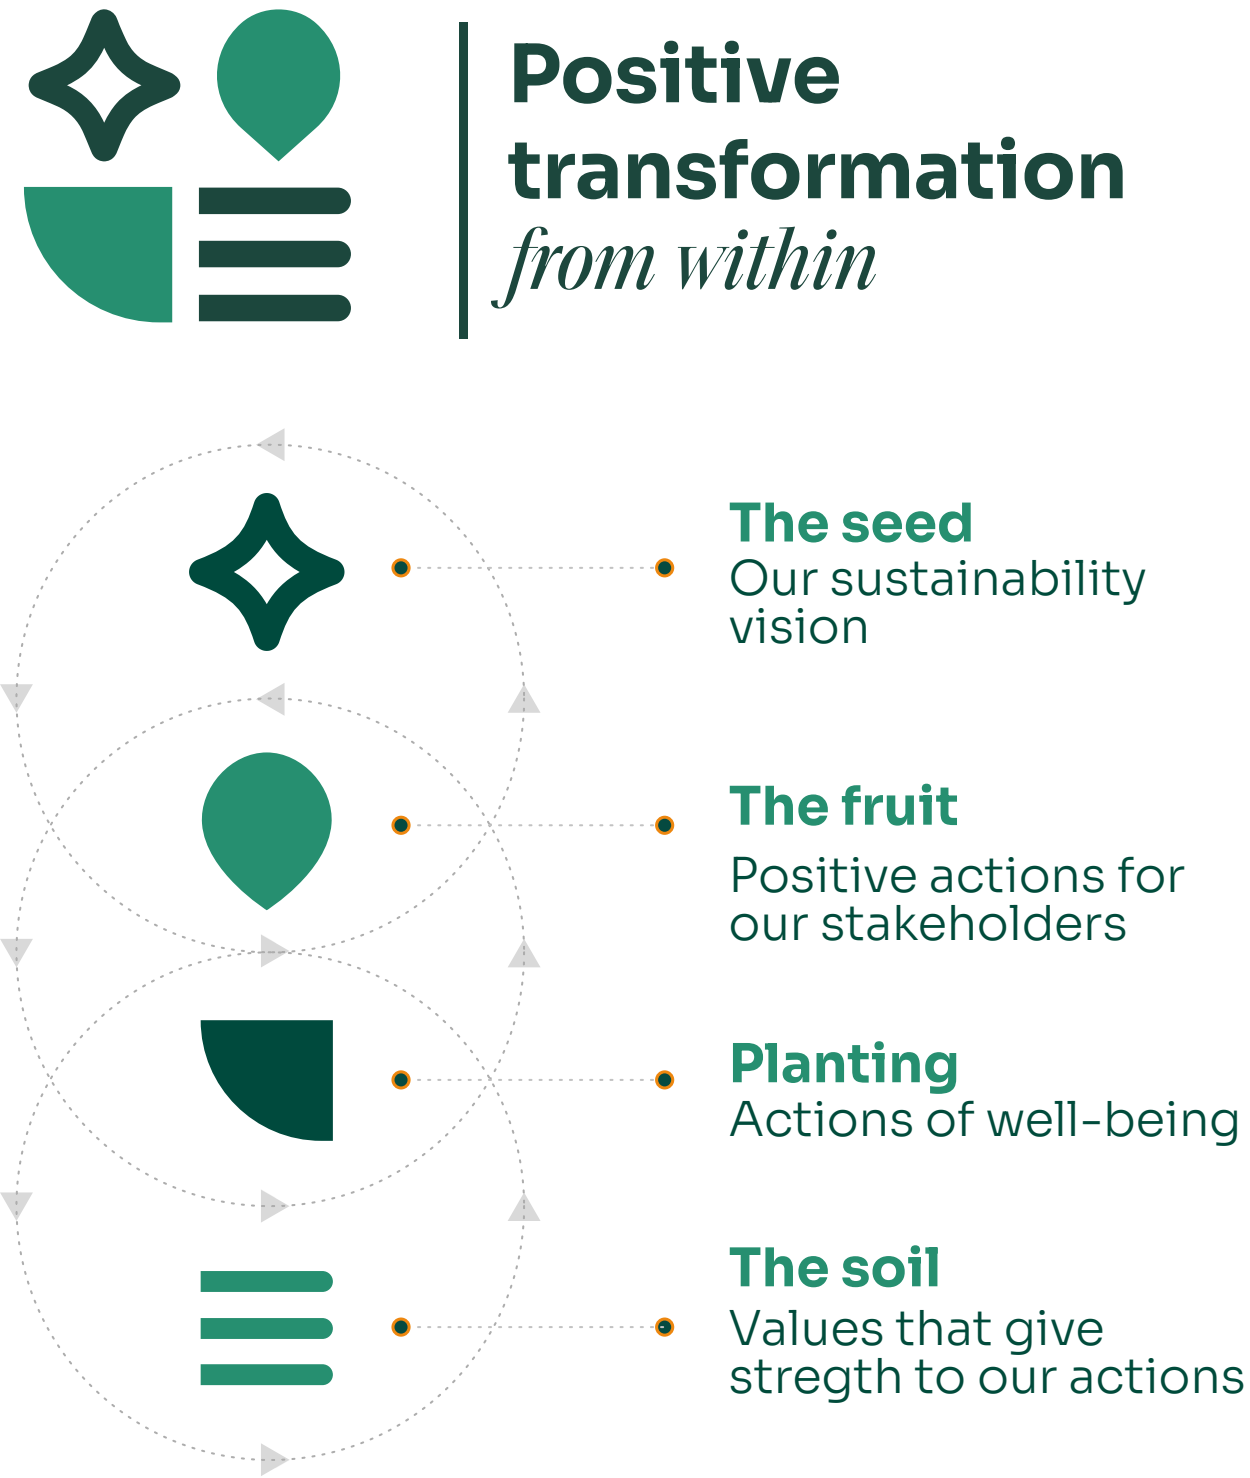 Positive
transformation
from within
The seed
Our sustainability
vision
The fruit
Positive actions for
our stakeholders
Planting
Actions of well-being
The soil
Values that give
stregth to our actions